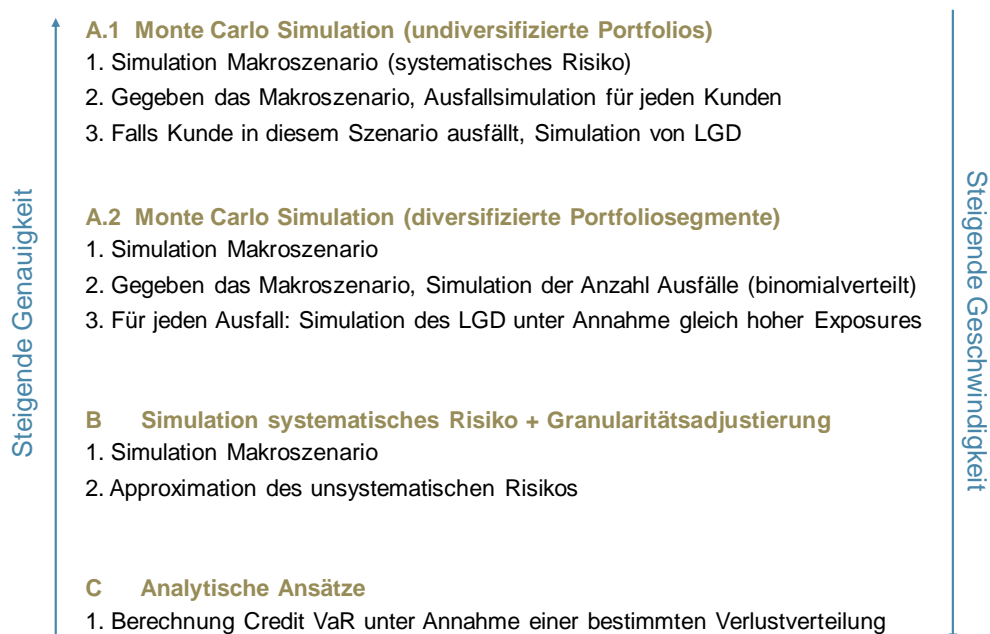 A.1 Monte Carlo Simulation (undiversifizierte Portfolios)
1. Simulation Makroszenario (systematisches Risiko)
2. Gegeben das Makroszenario, Ausfallsimulation für jeden Kunden
3. Falls Kunde in diesem Szenario ausfällt, Simulation von LGD
Steigende Genauigkeit
Steigende Geschwindigkeit
A.2 Monte Carlo Simulation (diversifizierte Portfoliosegmente)
1. Simulation Makroszenario
2. Gegeben das Makroszenario, Simulation der Anzahl Ausfälle (binomialverteilt)
3. Für jeden Ausfall: Simulation des LGD unter Annahme gleich hoher Exposures
B Simulation systematisches Risiko + Granularitätsadjustierung
1. Simulation Makroszenario
2. Approximation des unsystematischen Risikos
C Analytische Ansätze
1. Berechnung Credit VaR unter Annahme einer bestimmten Verlustverteilung